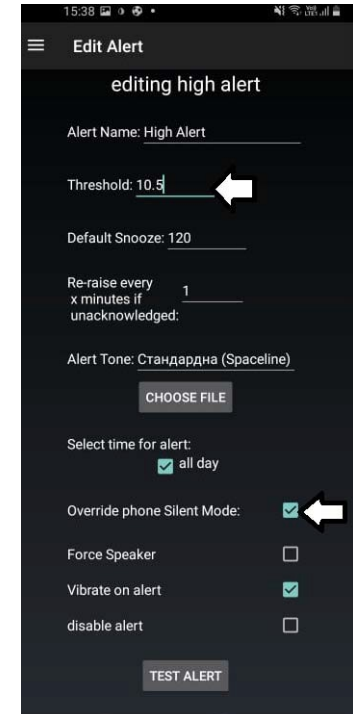 15:38
Edit Alert
editing high alert
Alert Name: High Alert
Threshold: 10.5
Default Snooze: 120
Re-raise every
x minutes if
unacknowledged:
1
Alert Tone: Стандардна (Spaceline)
CHOOSE FILE
Select time for alert:
all day
Override phone Silent Mode:
Force Speaker
Vibrate on alert
disable alert
TEST ALERT